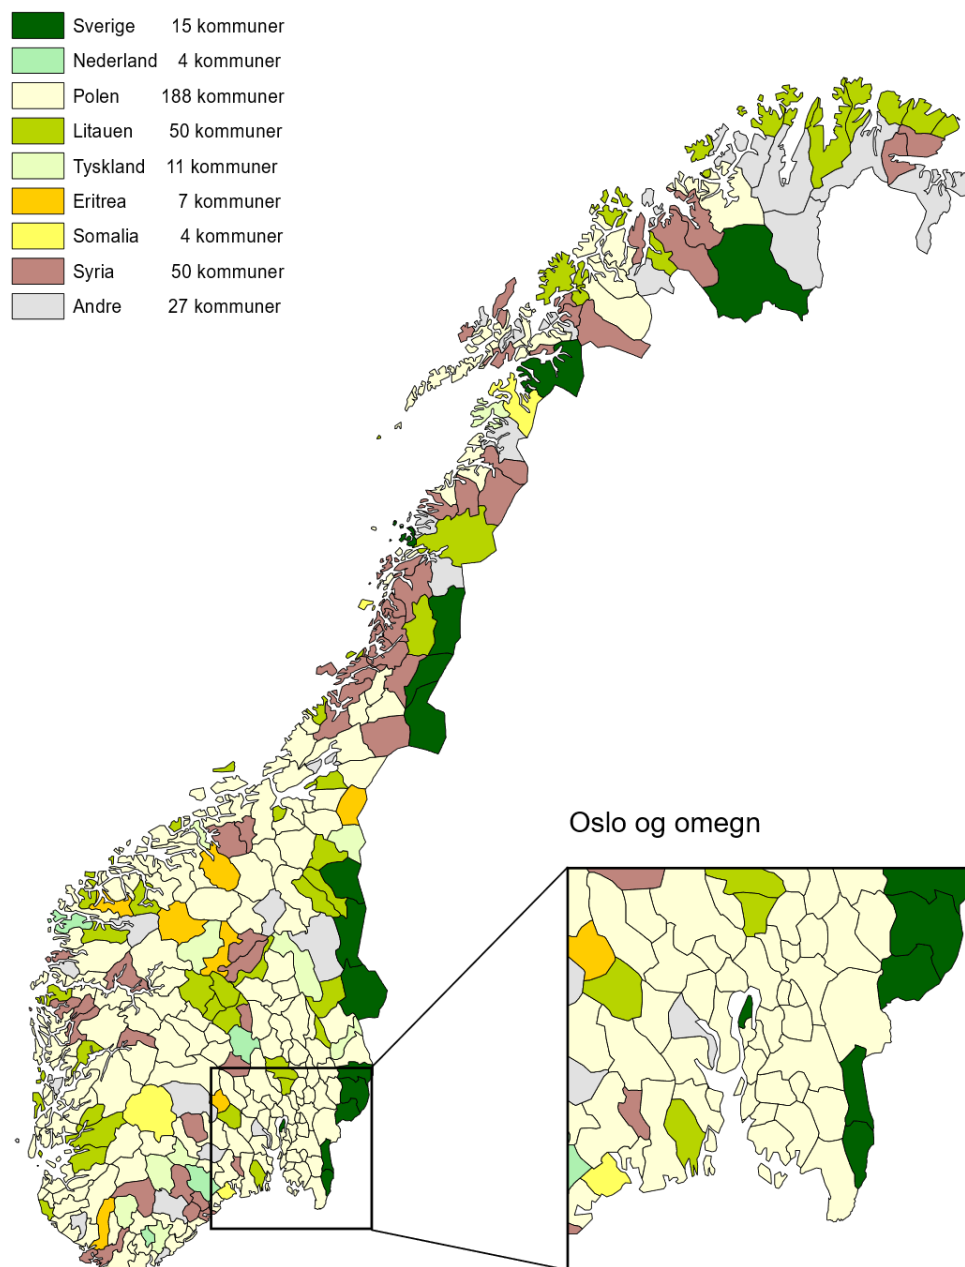 Sverige 15 kommuner
Nederland 4 kommuner
Polen 188 kommuner
Litauen 50 kommuner
Tyskland 11 kommuner
Eritrea 7 kommuner
Somalia 4 kommuner
Syria 50 kommuner
Andre 27 kommuner
Oslo og omegn